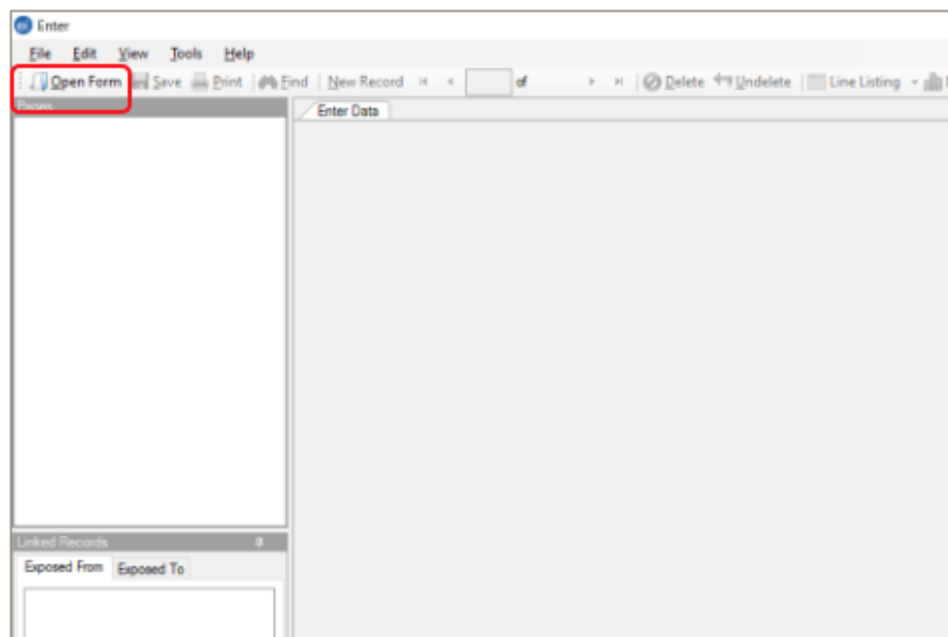 Enter
File Edit View Tools Help
Open Form Save Print Find New Record of Delete Undelete Line Listing
Pages
Enter Data
Linked Records
Exposed From Exposed To